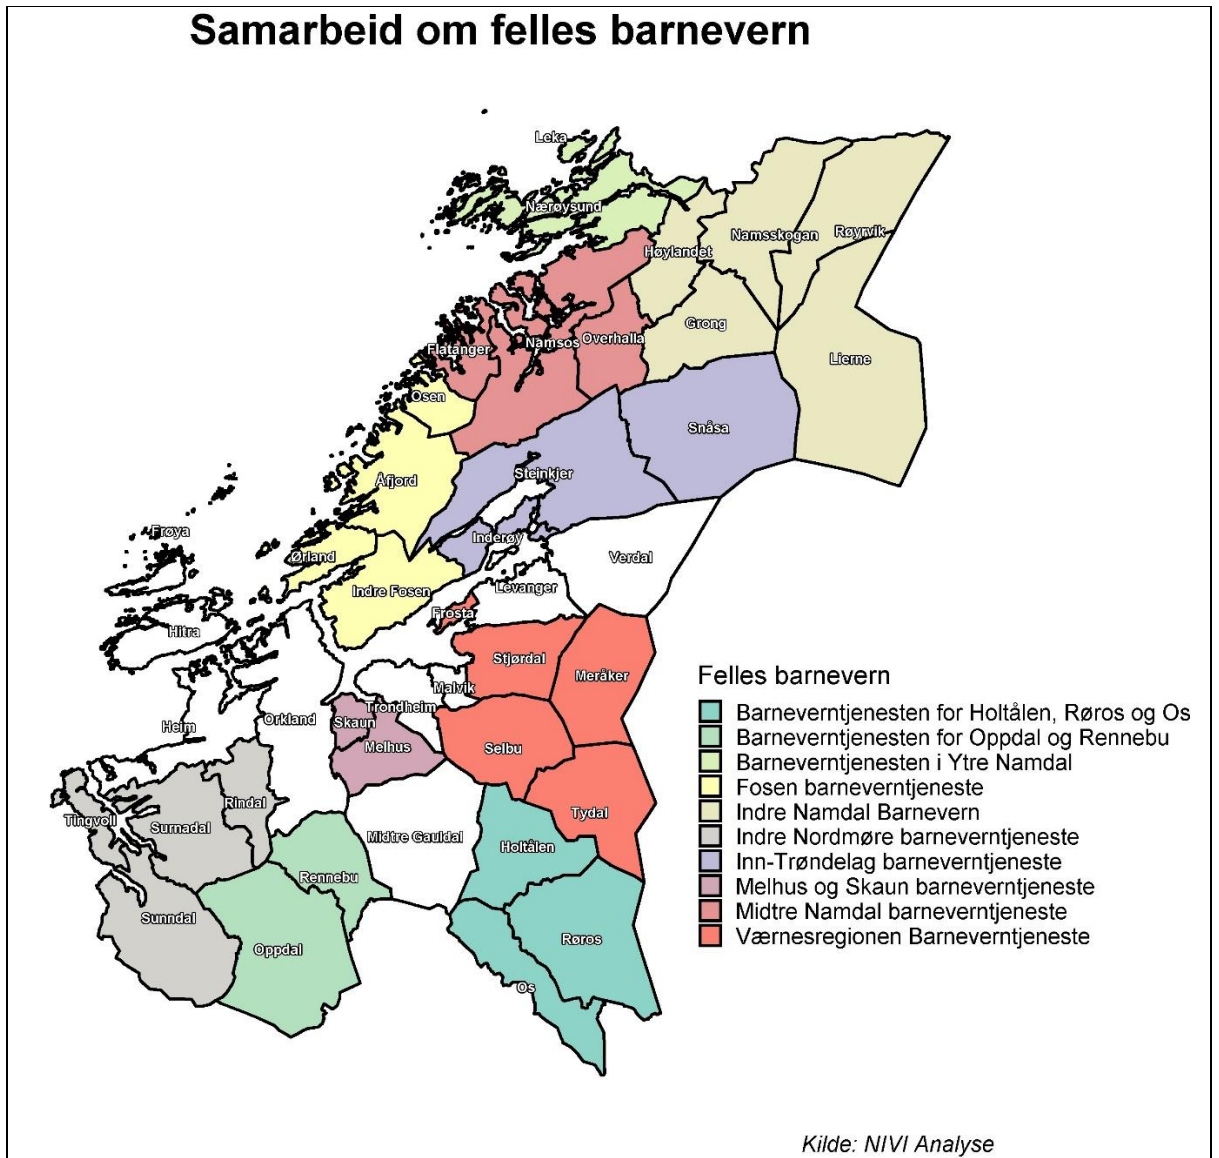 Samarbeid om felles barnevern
Leka
Nærøysund
Høylandet
Namsskogan
Røyrvik
Grong
Lierne
Flatanger
Namsos
Overhalla
Osen
Snåsa
Steinkjer
Åfjord
Frøya
Inderøy
Ørland
Verdal
Indre Fosen
Levanger
Frosta
Hitra
Stjørdal
Meråker
Malvik
Trondheim
Skaun
Orkland
Heim
Melhus
Selbu
Tydal
Rindal
Tingvoll
Surnadal
Midtre Gauldal
Holtålen
Rennebu
Sunndal
Oppdal
Røros
Os
Felles barnevern
Barneverntjenesten for Holtålen, Røros og Os
Barneverntjenesten for Oppdal og Rennebu
Barneverntjenesten i Ytre Namdal
Fosen barneverntjeneste
Indre Namdal Barnevern
Indre Nordmøre barneverntjeneste
Inn-Trøndelag barneverntjeneste
Melhus og Skaun barneverntjeneste
Midtre Namdal barneverntjeneste
Værnesregionen Barneverntjeneste
Kilde: NIVI Analyse